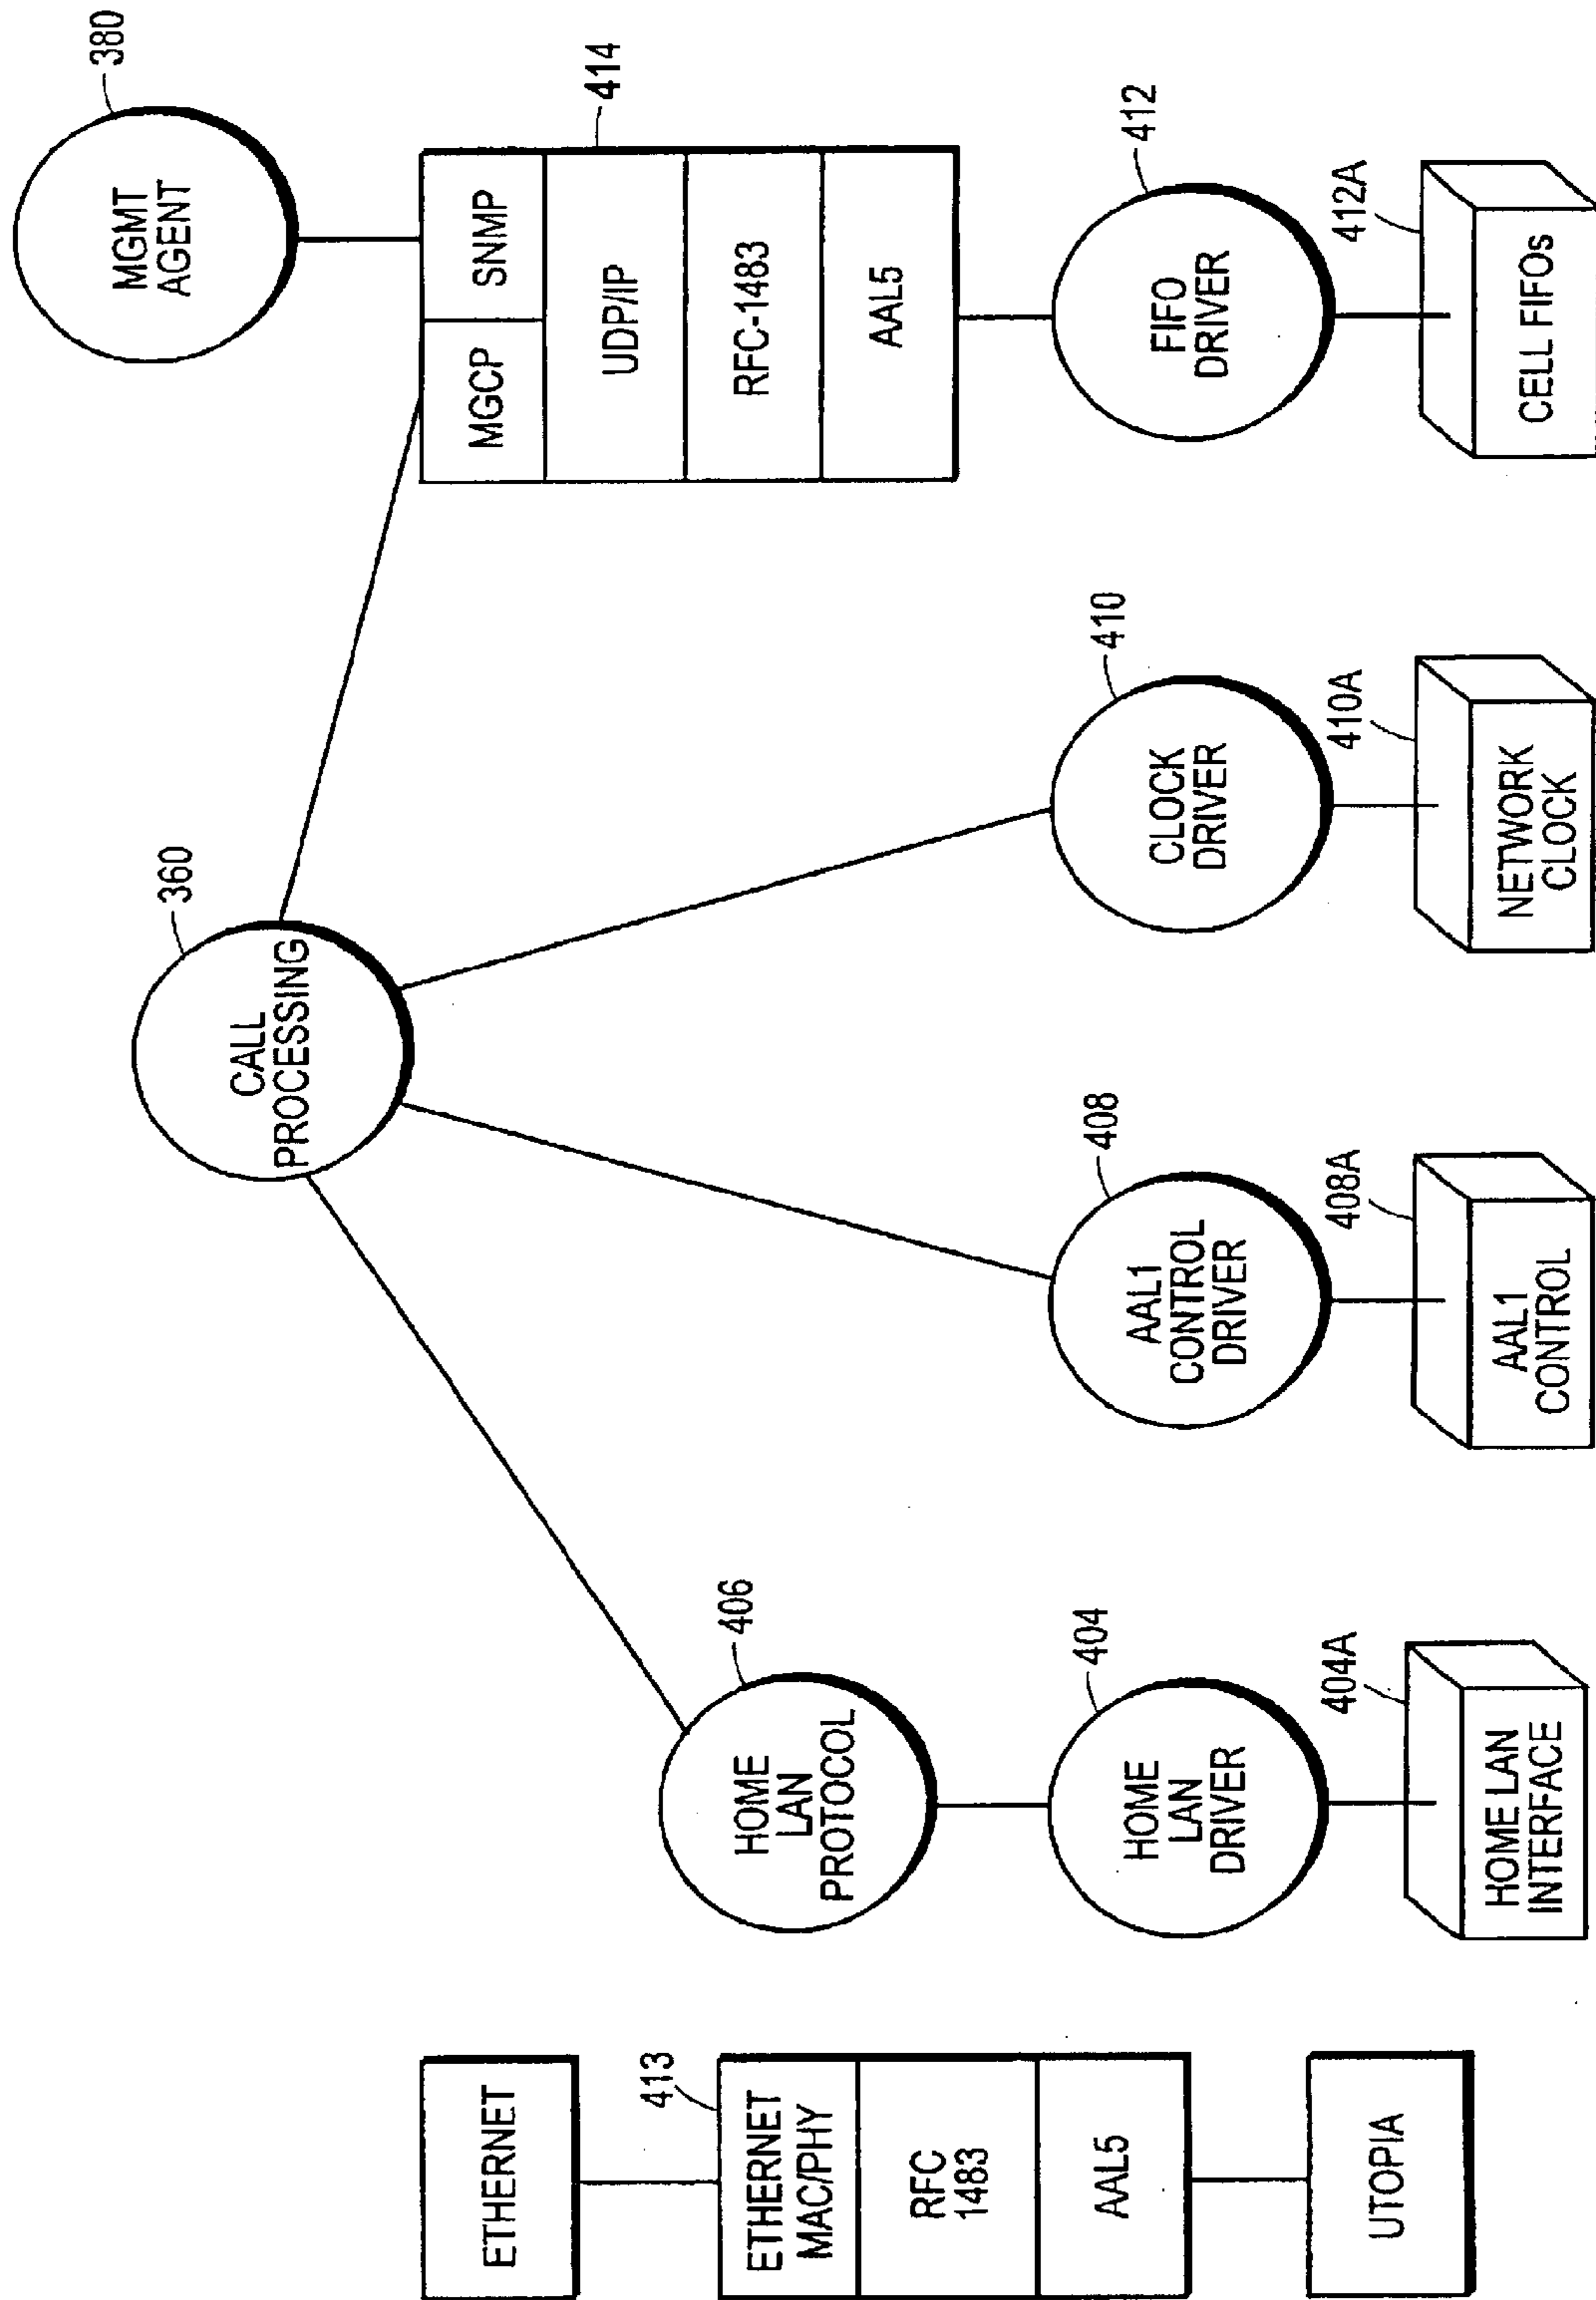 380
MGMT
AGENT
360
CALL
PROCESSING
414
MGCP
SNMP
UDP/IP
RFC-1483
AAL5
ETHERNET
413
ETHERNET
MAC/PHY
RFC
1483
AAL5
UTOPIA
406
HOME
LAN
PROTOCOL
404
HOME
LAN
DRIVER
404A
HOME LAN
INTERFACE
408
AAL1
CONTROL
DRIVER
408A
AAL1
CONTROL
410
CLOCK
DRIVER
410A
NETWORK
CLOCK
412
FIFO
DRIVER
412A
CELL FIFOs